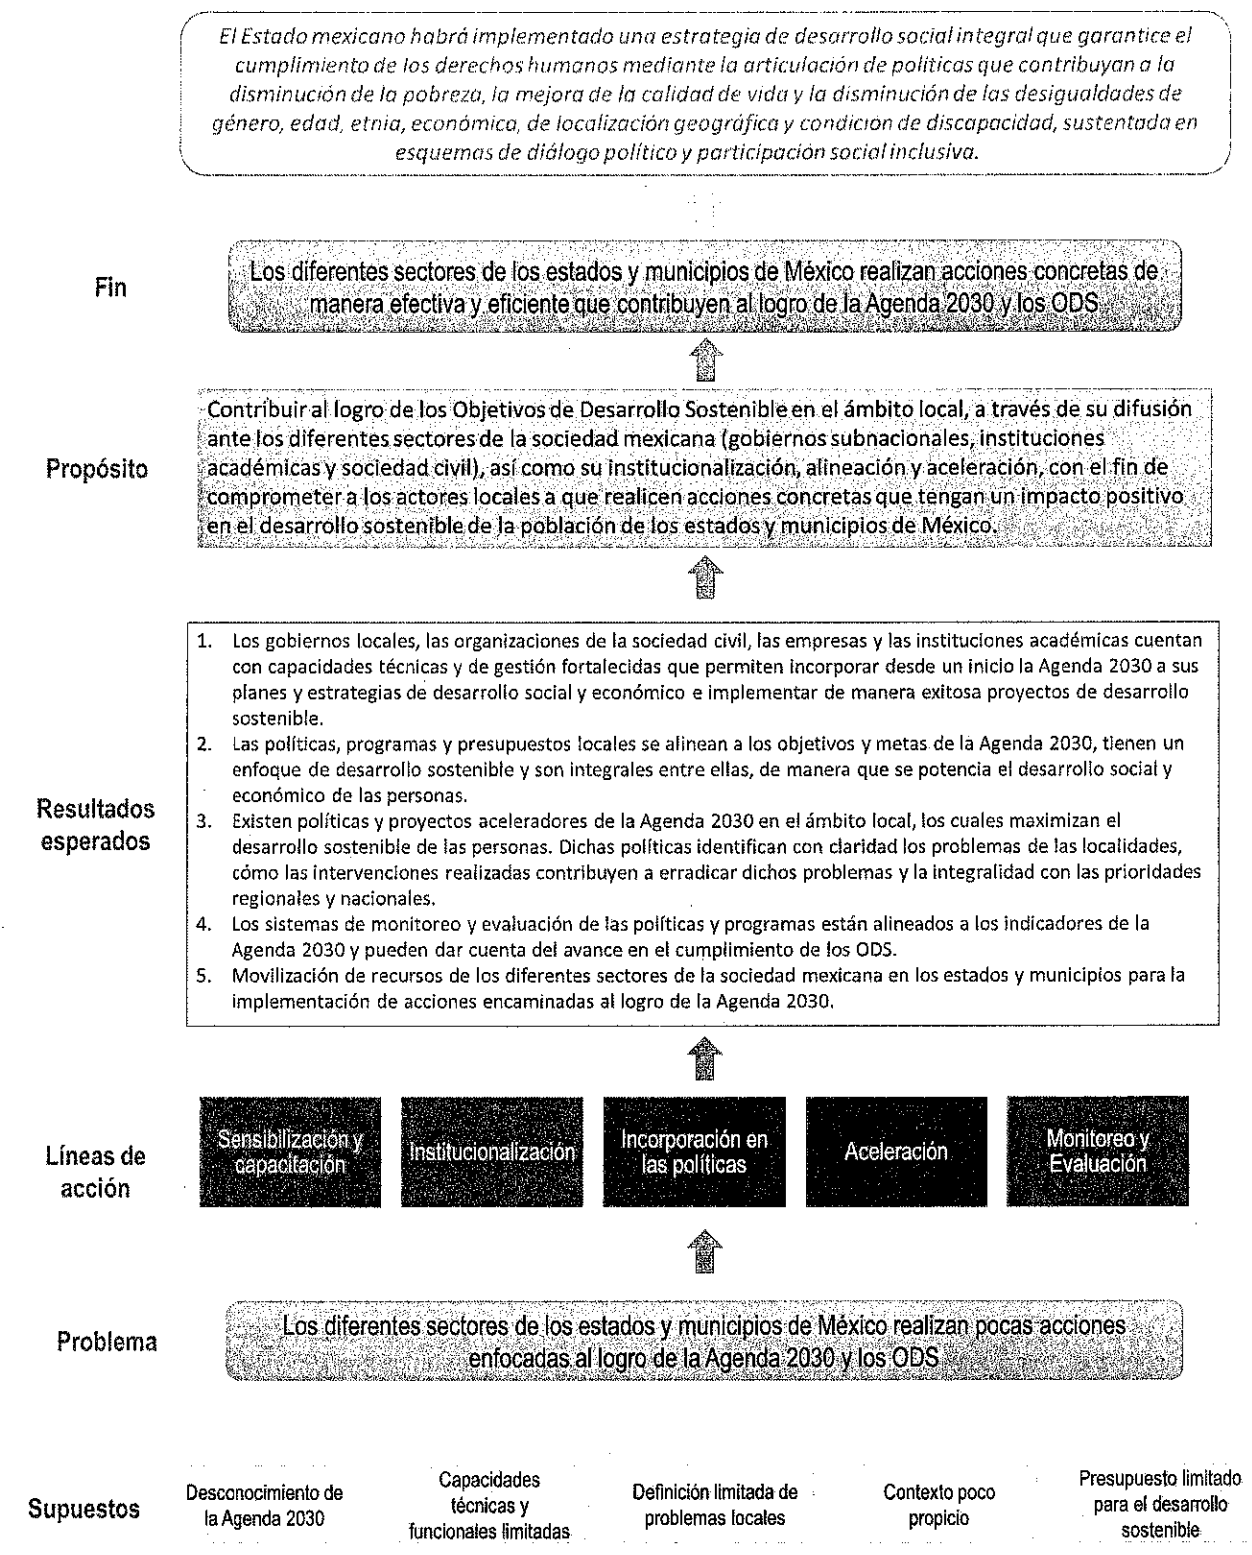 El Estado mexicano habrá implementado una estrategia de desarrollo social integral que garantice el
cumplimiento de los derechos humanos mediante la articulación de políticas que contribuyan a la
disminución de la pobreza, la mejora de la calidad de vida y la disminución de las desigualdades de
género, edad, etnia, económica, de localización geográfica y condición de discapacidad, sustentada en
esquemas de diálogo político y participación social inclusiva.
Fin
Los diferentes sectores de los estados y municipios de México realizan acciones concretas de
manera efectiva y eficiente que contribuyen al logro de la Agenda 2030 y los ODS
Propósito
Contribuir al logro de los Objetivos de Desarrollo Sostenible en el ámbito local, a través de su difusión
ante los diferentes sectores de la sociedad mexicana (gobiernos subnacionales, instituciones
académicas y sociedad civil), así como su institucionalización, alineación y aceleración, con el fin de
comprometer a los actores locales a que realicen acciones concretas que tengan un impacto positivo
en el desarrollo sostenible de la población de los estados y municipios de México.
Resultados
esperados
1. Los gobiernos locales, las organizaciones de la sociedad civil, las empresas y las instituciones académicas cuentan
con capacidades técnicas y de gestión fortalecidas que permiten incorporar desde un inicio la Agenda 2030 a sus
planes y estrategias de desarrollo social y económico e implementar de manera exitosa proyectos de desarrollo
sostenible.
2. Las políticas, programas y presupuestos locales se alinean a los objetivos y metas de la Agenda 2030, tienen un
enfoque de desarrollo sostenible y son integrales entre ellas, de manera que se potencia el desarrollo social y
económico de las personas.
3. Existen políticas y proyectos aceleradores de la Agenda 2030 en el ámbito local, los cuales maximizan el
desarrollo sostenible de las personas. Dichas políticas identifican con claridad los problemas de las localidades,
cómo las intervenciones realizadas contribuyen a erradicar dichos problemas y la integralidad con las prioridades
regionales y nacionales.
4. Los sistemas de monitoreo y evaluación de las políticas y programas están alineados a los indicadores de la
Agenda 2030 y pueden dar cuenta del avance en el cumplimiento de los ODS.
5. Movilización de recursos de los diferentes sectores de la sociedad mexicana en los estados y municipios para la
implementación de acciones encaminadas al logro de la Agenda 2030.
Líneas de
acción
Sensibilización y
capacitación
Institucionalización
Incorporación en
las políticas
Aceleración
Monitoreo y
Evaluación
Problema
Los diferentes sectores de los estados y municipios de México realizan pocas acciones
enfocadas al logro de la Agenda 2030 y los ODS
Supuestos
Desconocimiento de
la Agenda 2030
Capacidades
técnicas y
funcionales limitadas
Definición limitada de
problemas locales
Contexto poco
propicio
Presupuesto limitado
para el desarrollo
sostenible